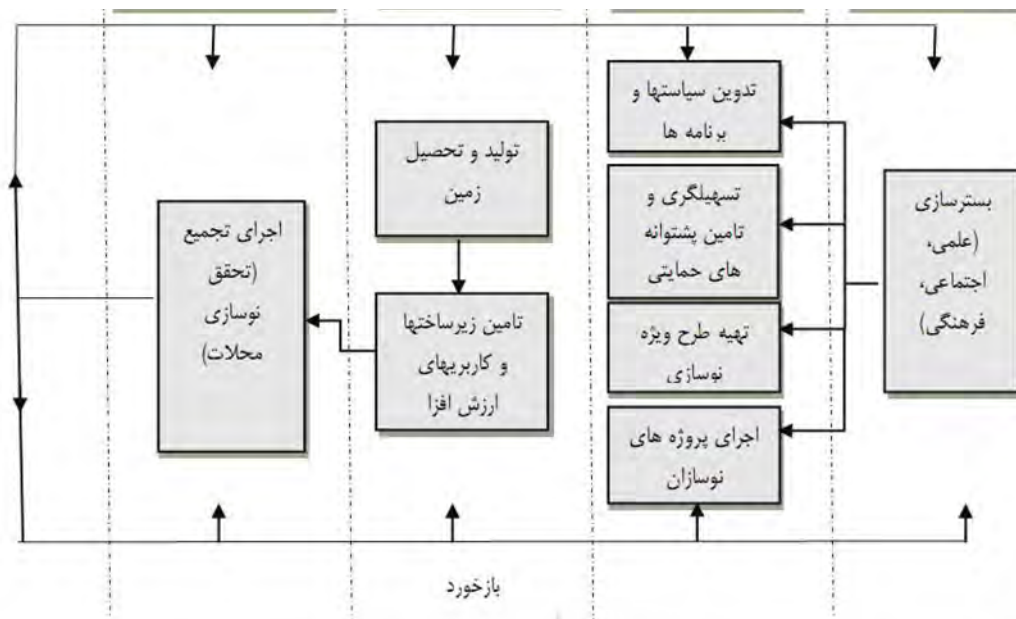 بسترسازی
(علمی،
اجتماعی،
فرهنگی)
تدوین سیاستها و
برنامه ها
تسهیلگری و
تامین پشتوانه
های حمایتی
تهیه طرح ویژه
نوسازی
اجرای پروژه های
نوسازان
تولید و تحصیل
زمین
تامین زیرساختها
و کاربریهای
ارزش افزا
اجرای تجمیع
(تحقق
نوسازی
محلات)
بازخورد